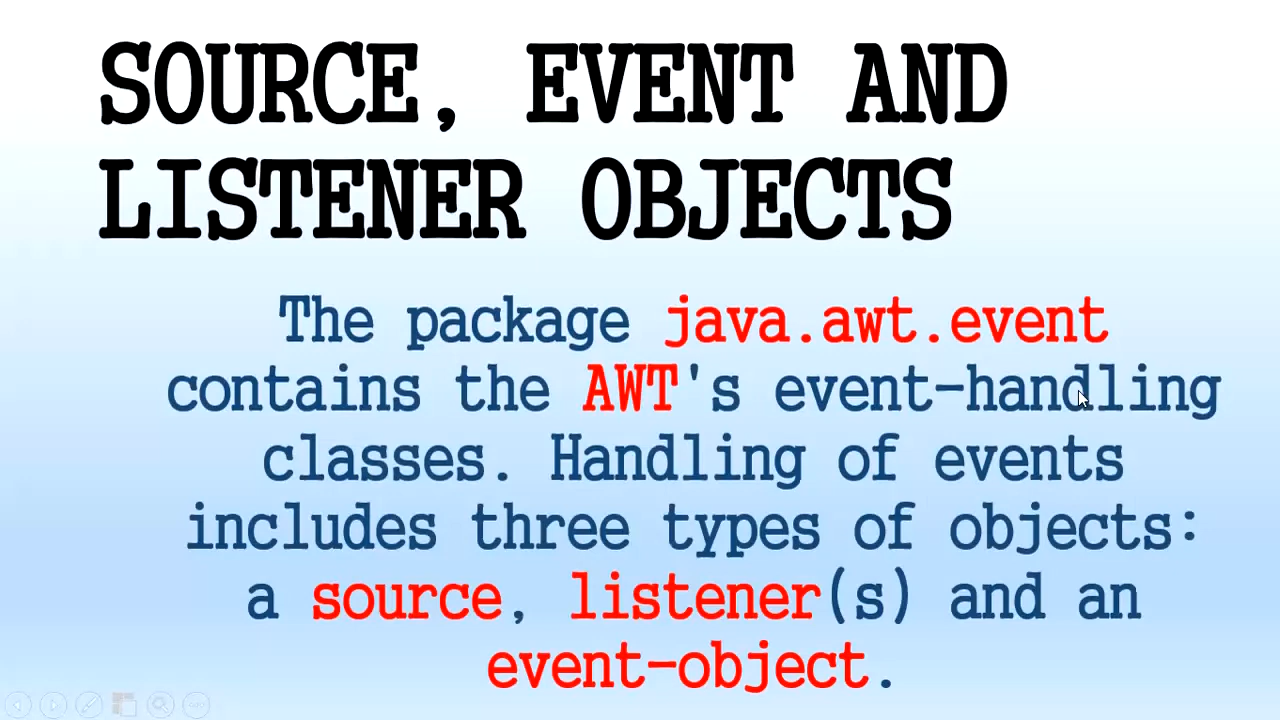 SOURCE, EVENT AND
LISTENER OBJECTS
The package java.awt.event
contains the AWT's event-handling
classes. Handling of events
includes three types of objects:
a source, listener(s) and an
event-object.